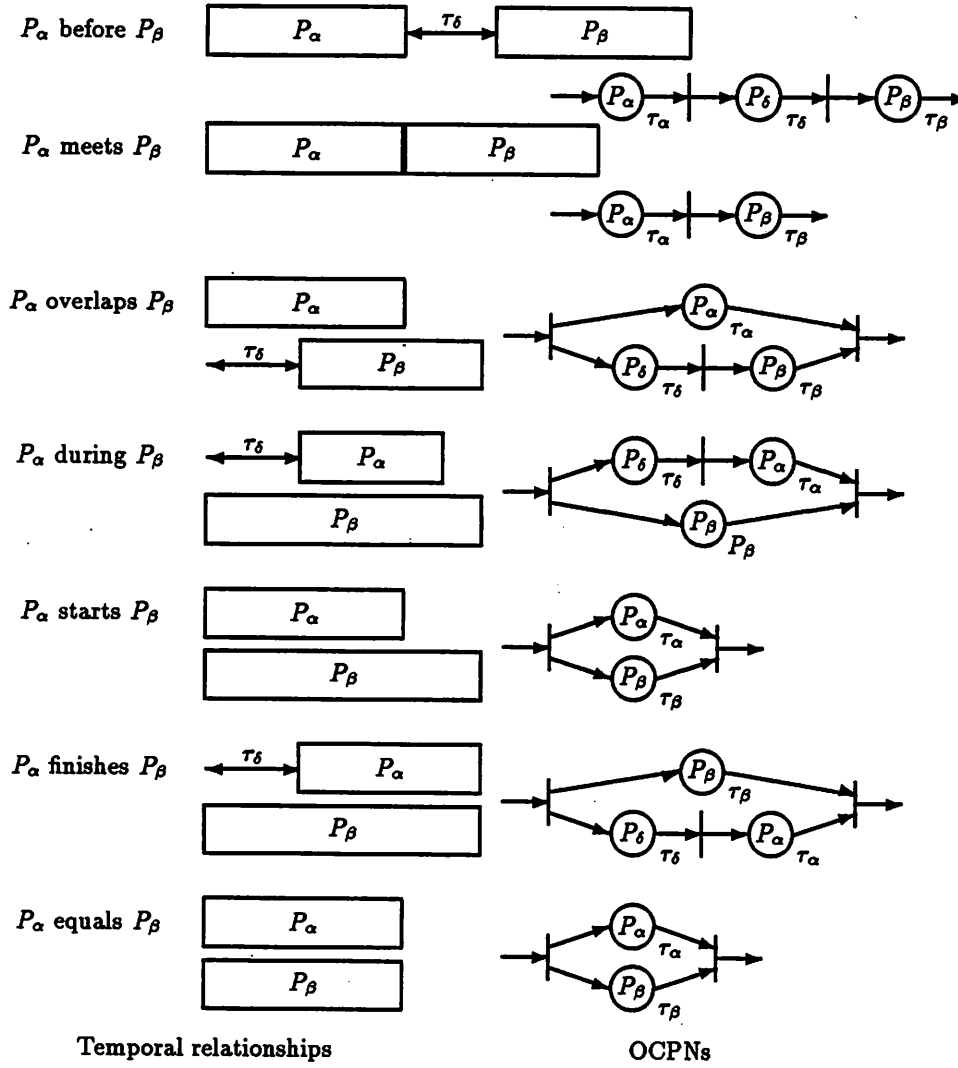 P_α before P_β P_α τ_δ P_β
P_α τ_α P_δ τ_δ P_β τ_β
P_α meets P_β P_α P_β
P_α τ_α P_β τ_β
P_α overlaps P_β P_α P_α τ_α
τ_δ P_β P_δ τ_δ P_β τ_β
P_α during P_β τ_δ P_α P_δ τ_δ P_α τ_α
P_β P_β P_β
P_α starts P_β P_α P_α τ_α
P_β P_β τ_β
P_α finishes P_β τ_δ P_α P_β τ_β
P_β P_δ τ_δ P_α τ_α
P_α equals P_β P_α P_α τ_α
P_β P_β τ_β
Temporal relationships OCPNs